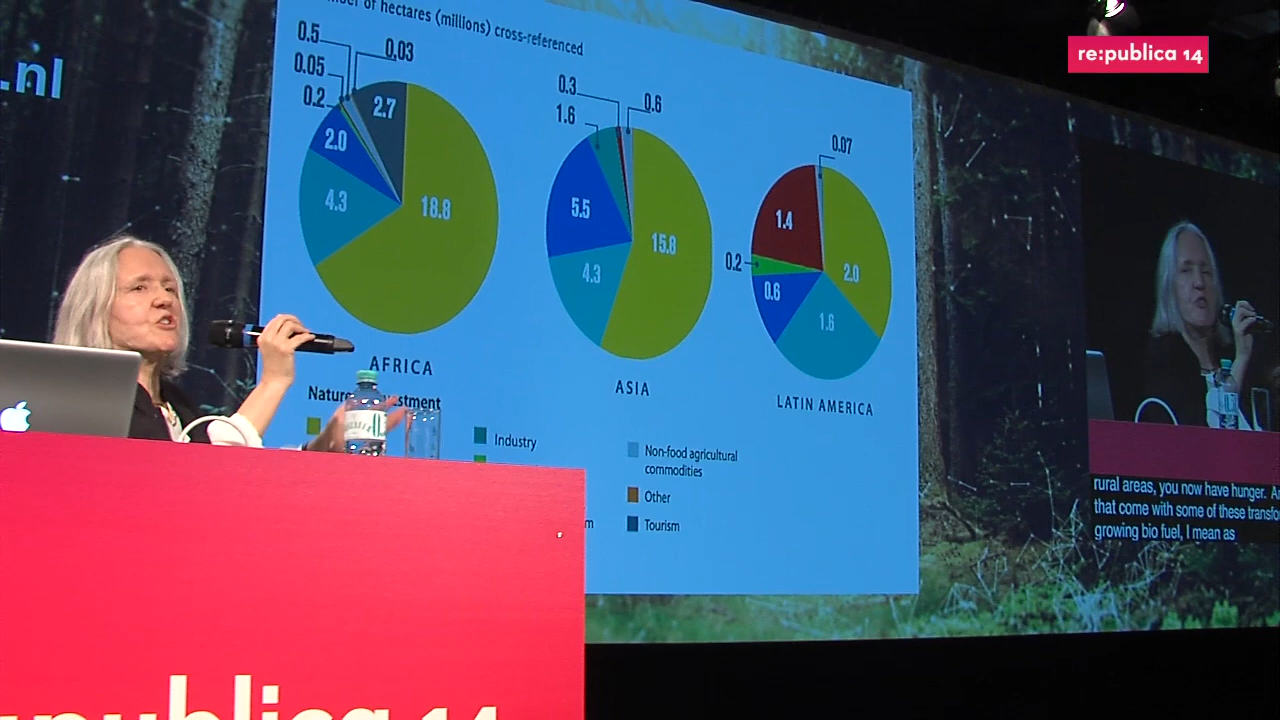 re:publica 14
.nl
of hectares (millions) cross-referenced
0.5
0.03
0.05
0.2
2.7
2.0
4.3
18.8
AFRICA
0.3
0.6
1.6
5.5
4.3
15.8
ASIA
0.07
1.4
0.2
0.6
2.0
1.6
LATIN AMERICA
Industry
Non-food agricultural
commodities
Other
Tourism
rural areas, you now have hunger.
that come with some of these
growing bio fuel, I mean as